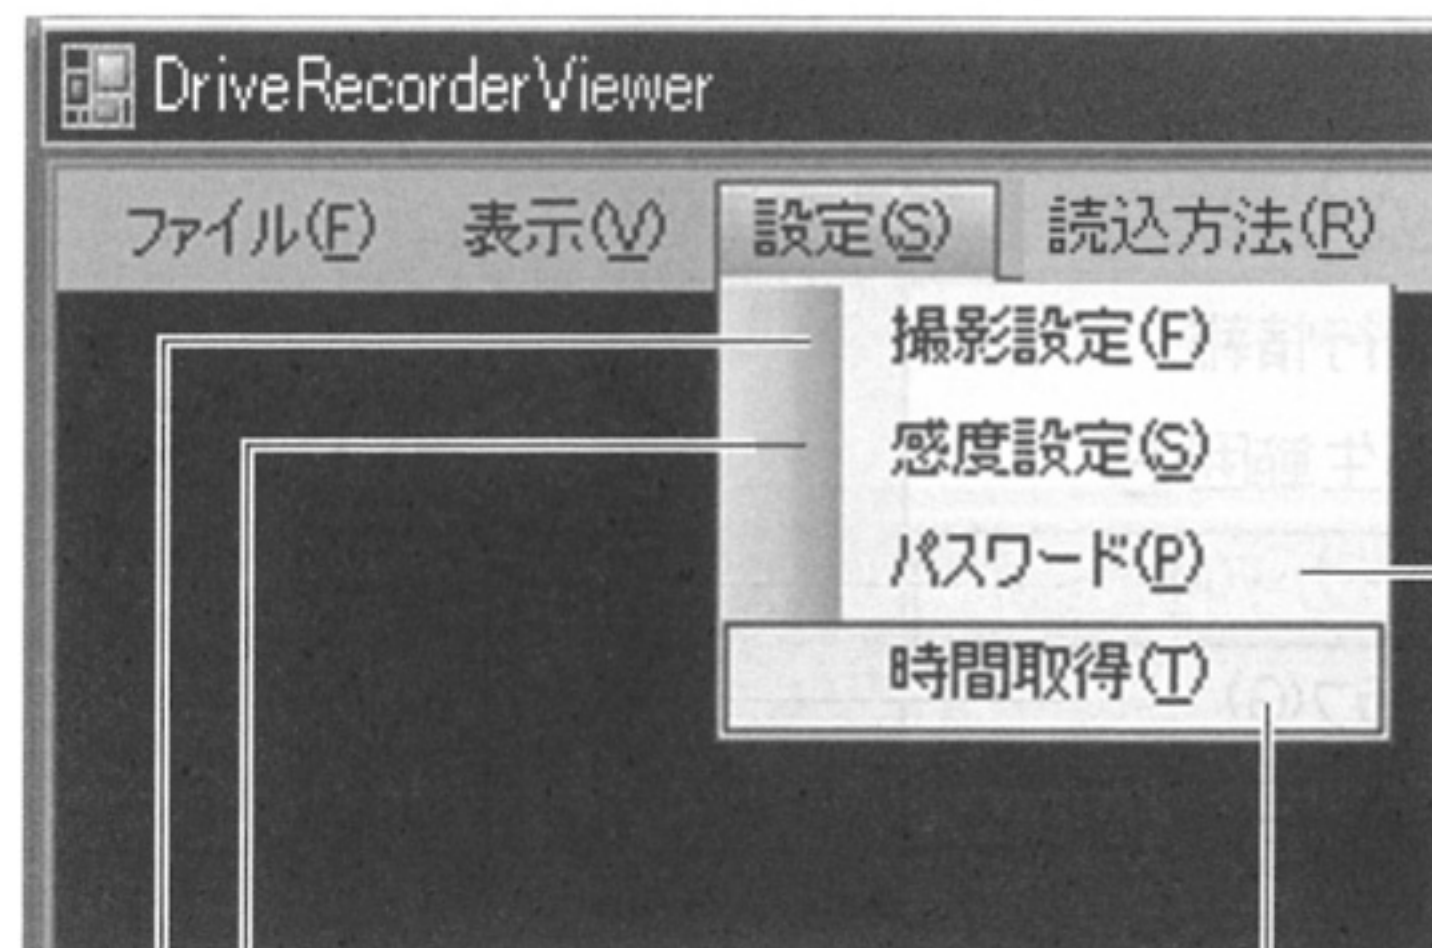 DriveRecorderViewer
ファイル(F) 表示(V) 設定(S) 読込方法(R)
撮影設定(F)
感度設定(S)
パスワード(P)
時間取得(T)